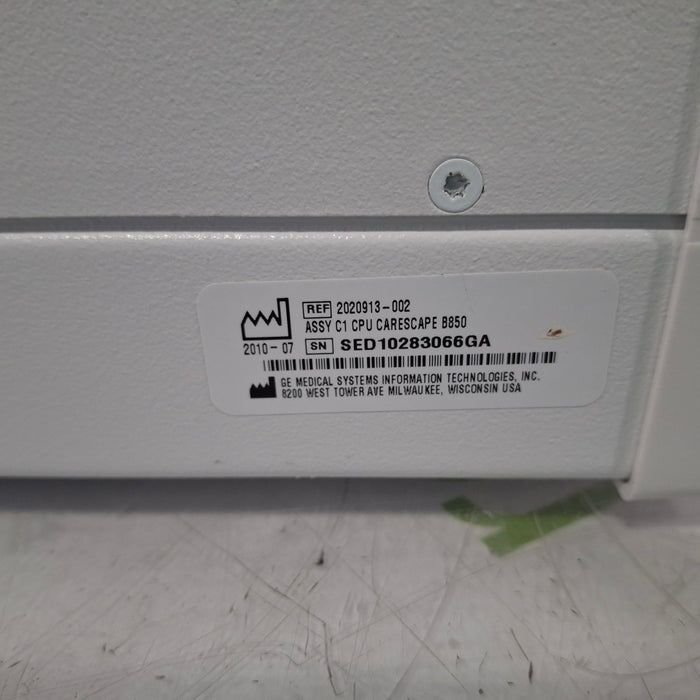 REF 2020913-002
ASSY C1 CPU CARESCAPE B850
2010-07 SN SED10283066GA
GE MEDICAL SYSTEMS INFORMATION TECHNOLOGIES, INC.
8200 WEST TOWER AVE MILWAUKEE, WISCONSIN USA